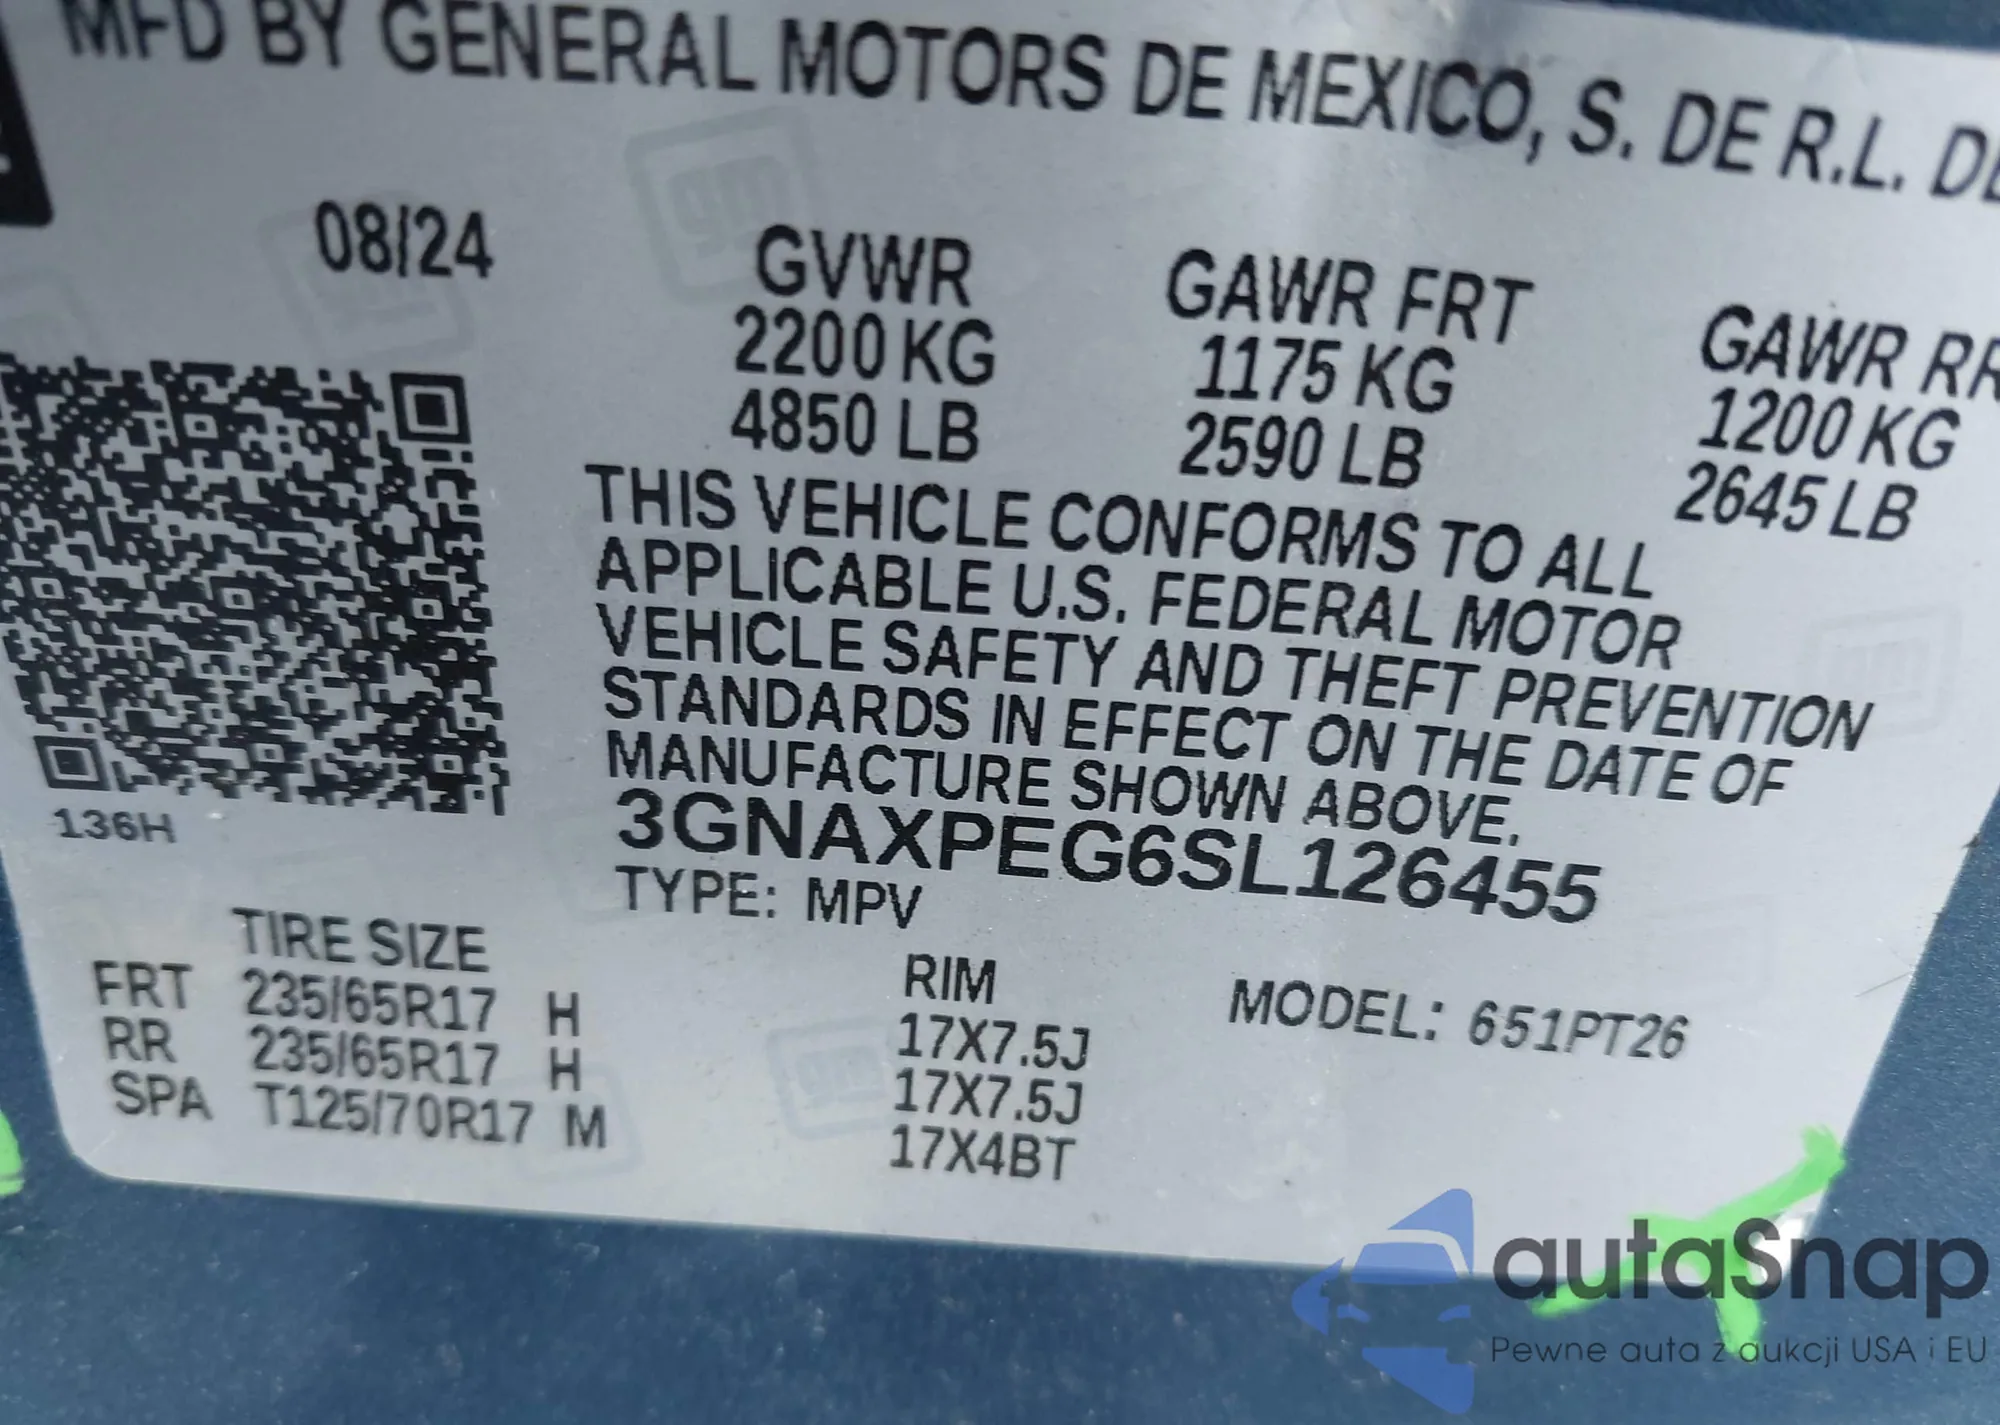 MFD BY GENERAL MOTORS DE MEXICO, S. DE R.L. DE
08/24
GVWR GAWR FRT GAWR RR
2200 KG 1175 KG 1200 KG
4850 LB 2590 LB 2645 LB
THIS VEHICLE CONFORMS TO ALL
APPLICABLE U.S. FEDERAL MOTOR
VEHICLE SAFETY AND THEFT PREVENTION
STANDARDS IN EFFECT ON THE DATE OF
MANUFACTURE SHOWN ABOVE.
3GNAXPEG6SL126455
TYPE: MPV
136H
TIRE SIZE RIM MODEL: 651PT26
FRT 235/65R17 H 17X7.5J
RR 235/65R17 H 17X7.5J
SPA T125/70R17 M 17X4BT
gm
autaSnap
Pewne auta z aukcji USA i EU